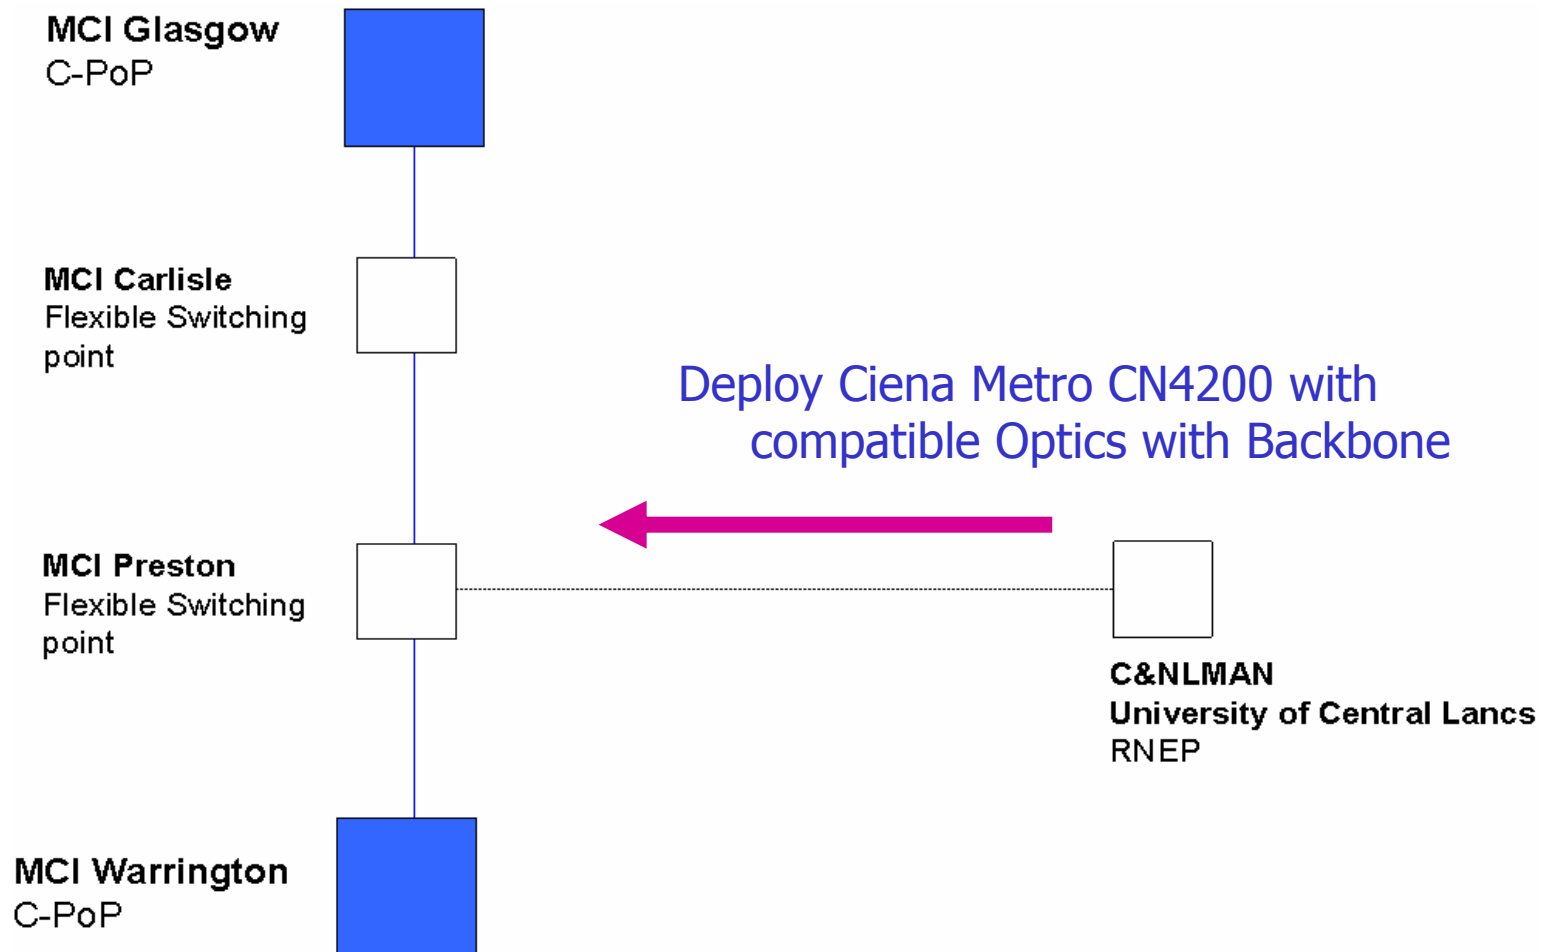 MCI Glasgow
C-PoP
MCI Carlisle
Flexible Switching
point
Deploy Ciena Metro CN4200 with
compatible Optics with Backbone
MCI Preston
Flexible Switching
point
C&NLMAN
University of Central Lancs
RNEP
MCI Warrington
C-PoP